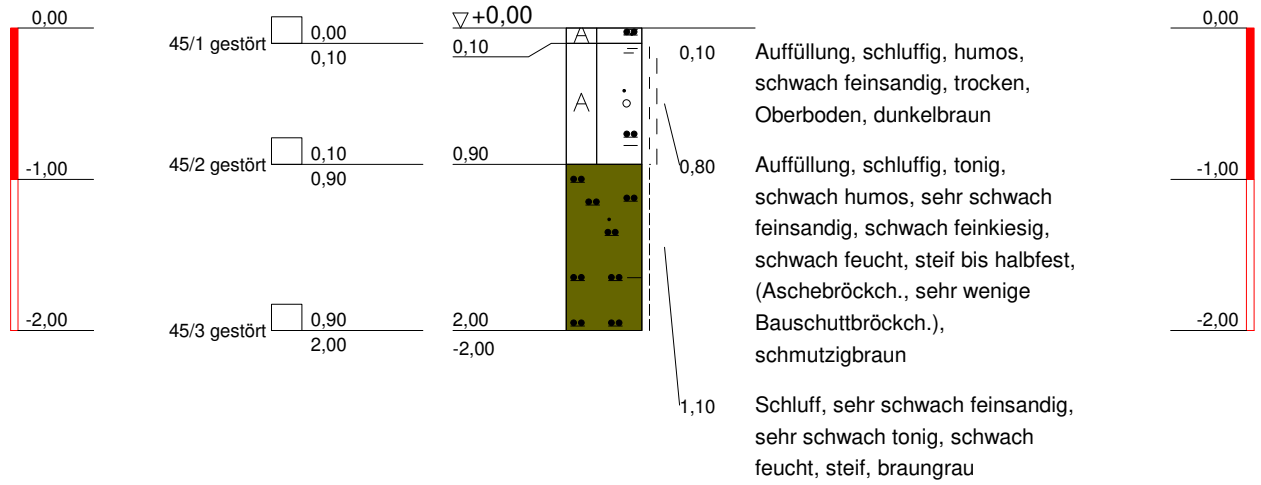 0,00
▽+0,00
0,00
45/1 gestört
0,00
0,10
0,10
A
0,10
Auffüllung, schluffig, humos,
schwach feinsandig, trocken,
Oberboden, dunkelbraun
A
45/2 gestört
0,10
0,90
0,90
0,80
Auffüllung, schluffig, tonig,
schwach humos, sehr schwach
feinsandig, schwach feinkiesig,
schwach feucht, steif bis halbfest,
(Aschebröckch., sehr wenige
Bauschuttbröckch.),
schmutzigbraun
-1,00
-1,00
45/3 gestört
0,90
2,00
2,00
-2,00
-2,00
-2,00
1,10
Schluff, sehr schwach feinsandig,
sehr schwach tonig, schwach
feucht, steif, braungrau